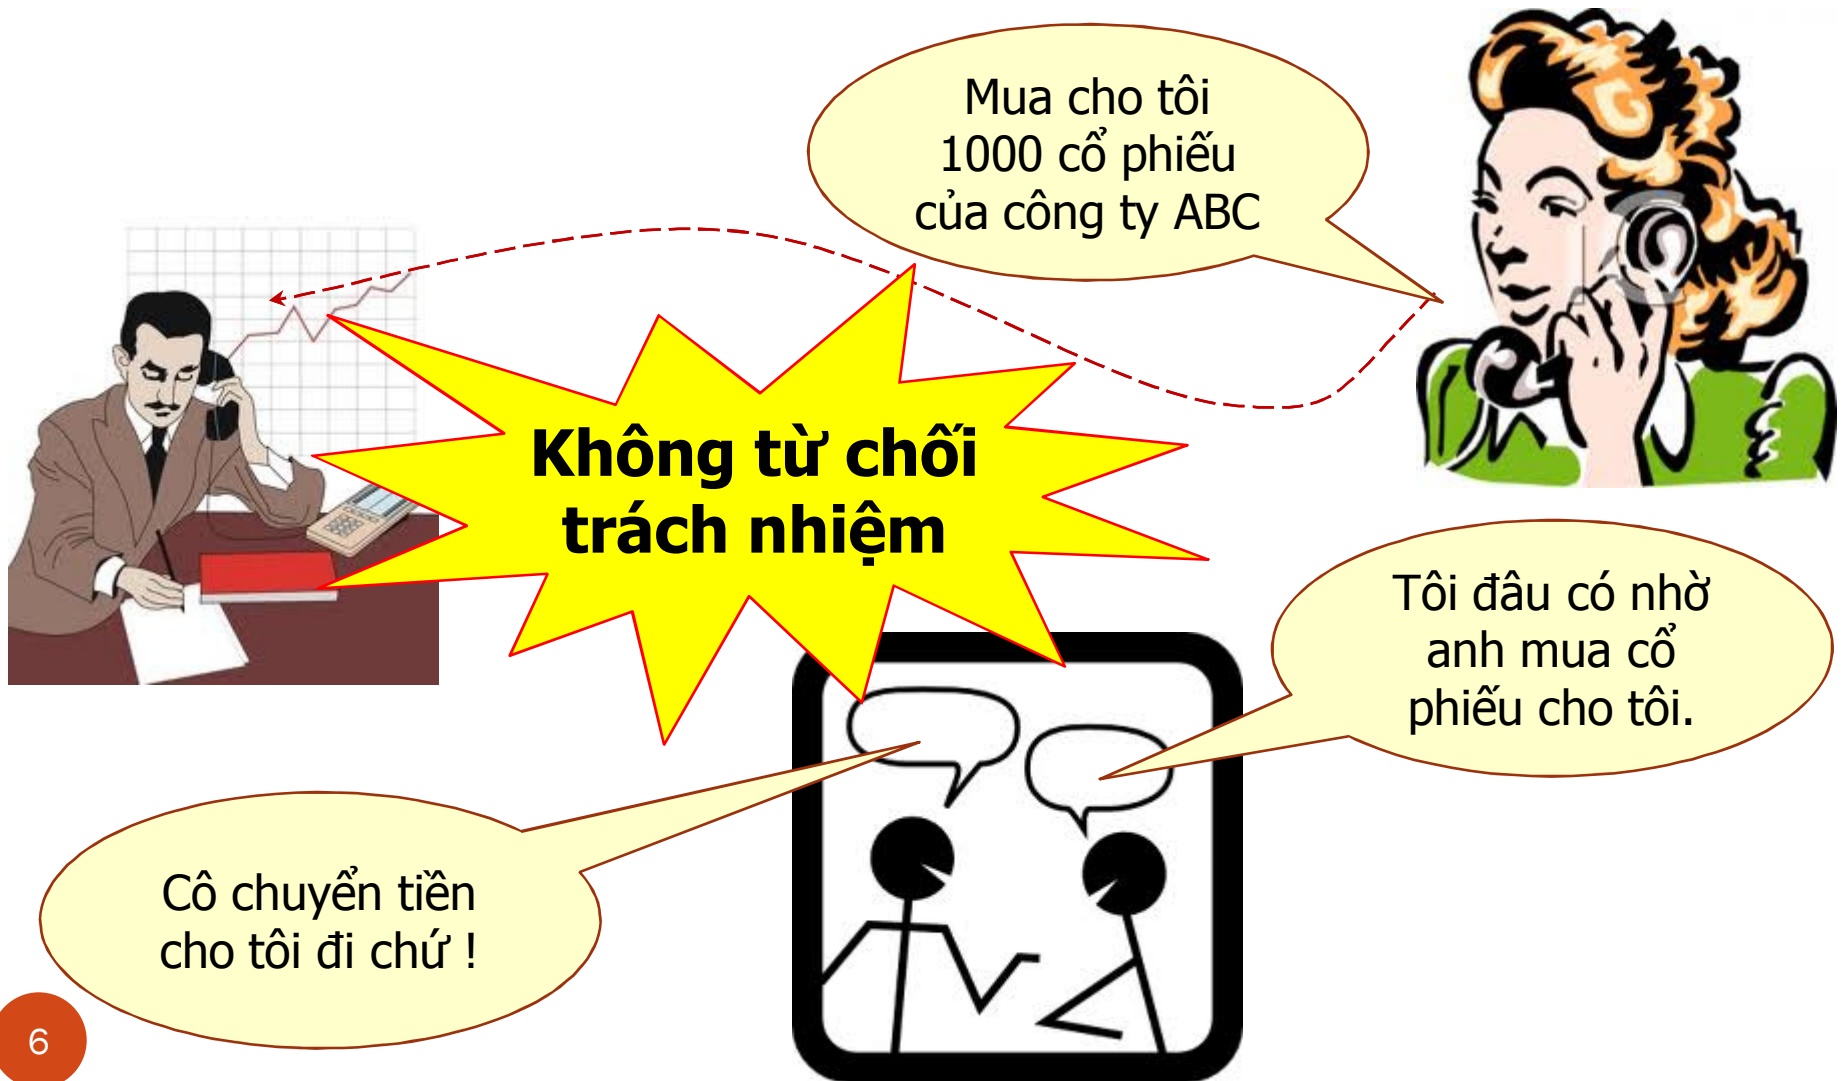 Mua cho tôi
1000 cổ phiếu
của công ty ABC
Không từ chối
trách nhiệm
Tôi đâu có nhờ
anh mua cổ
phiếu cho tôi.
Cô chuyển tiền
cho tôi đi chứ !
6